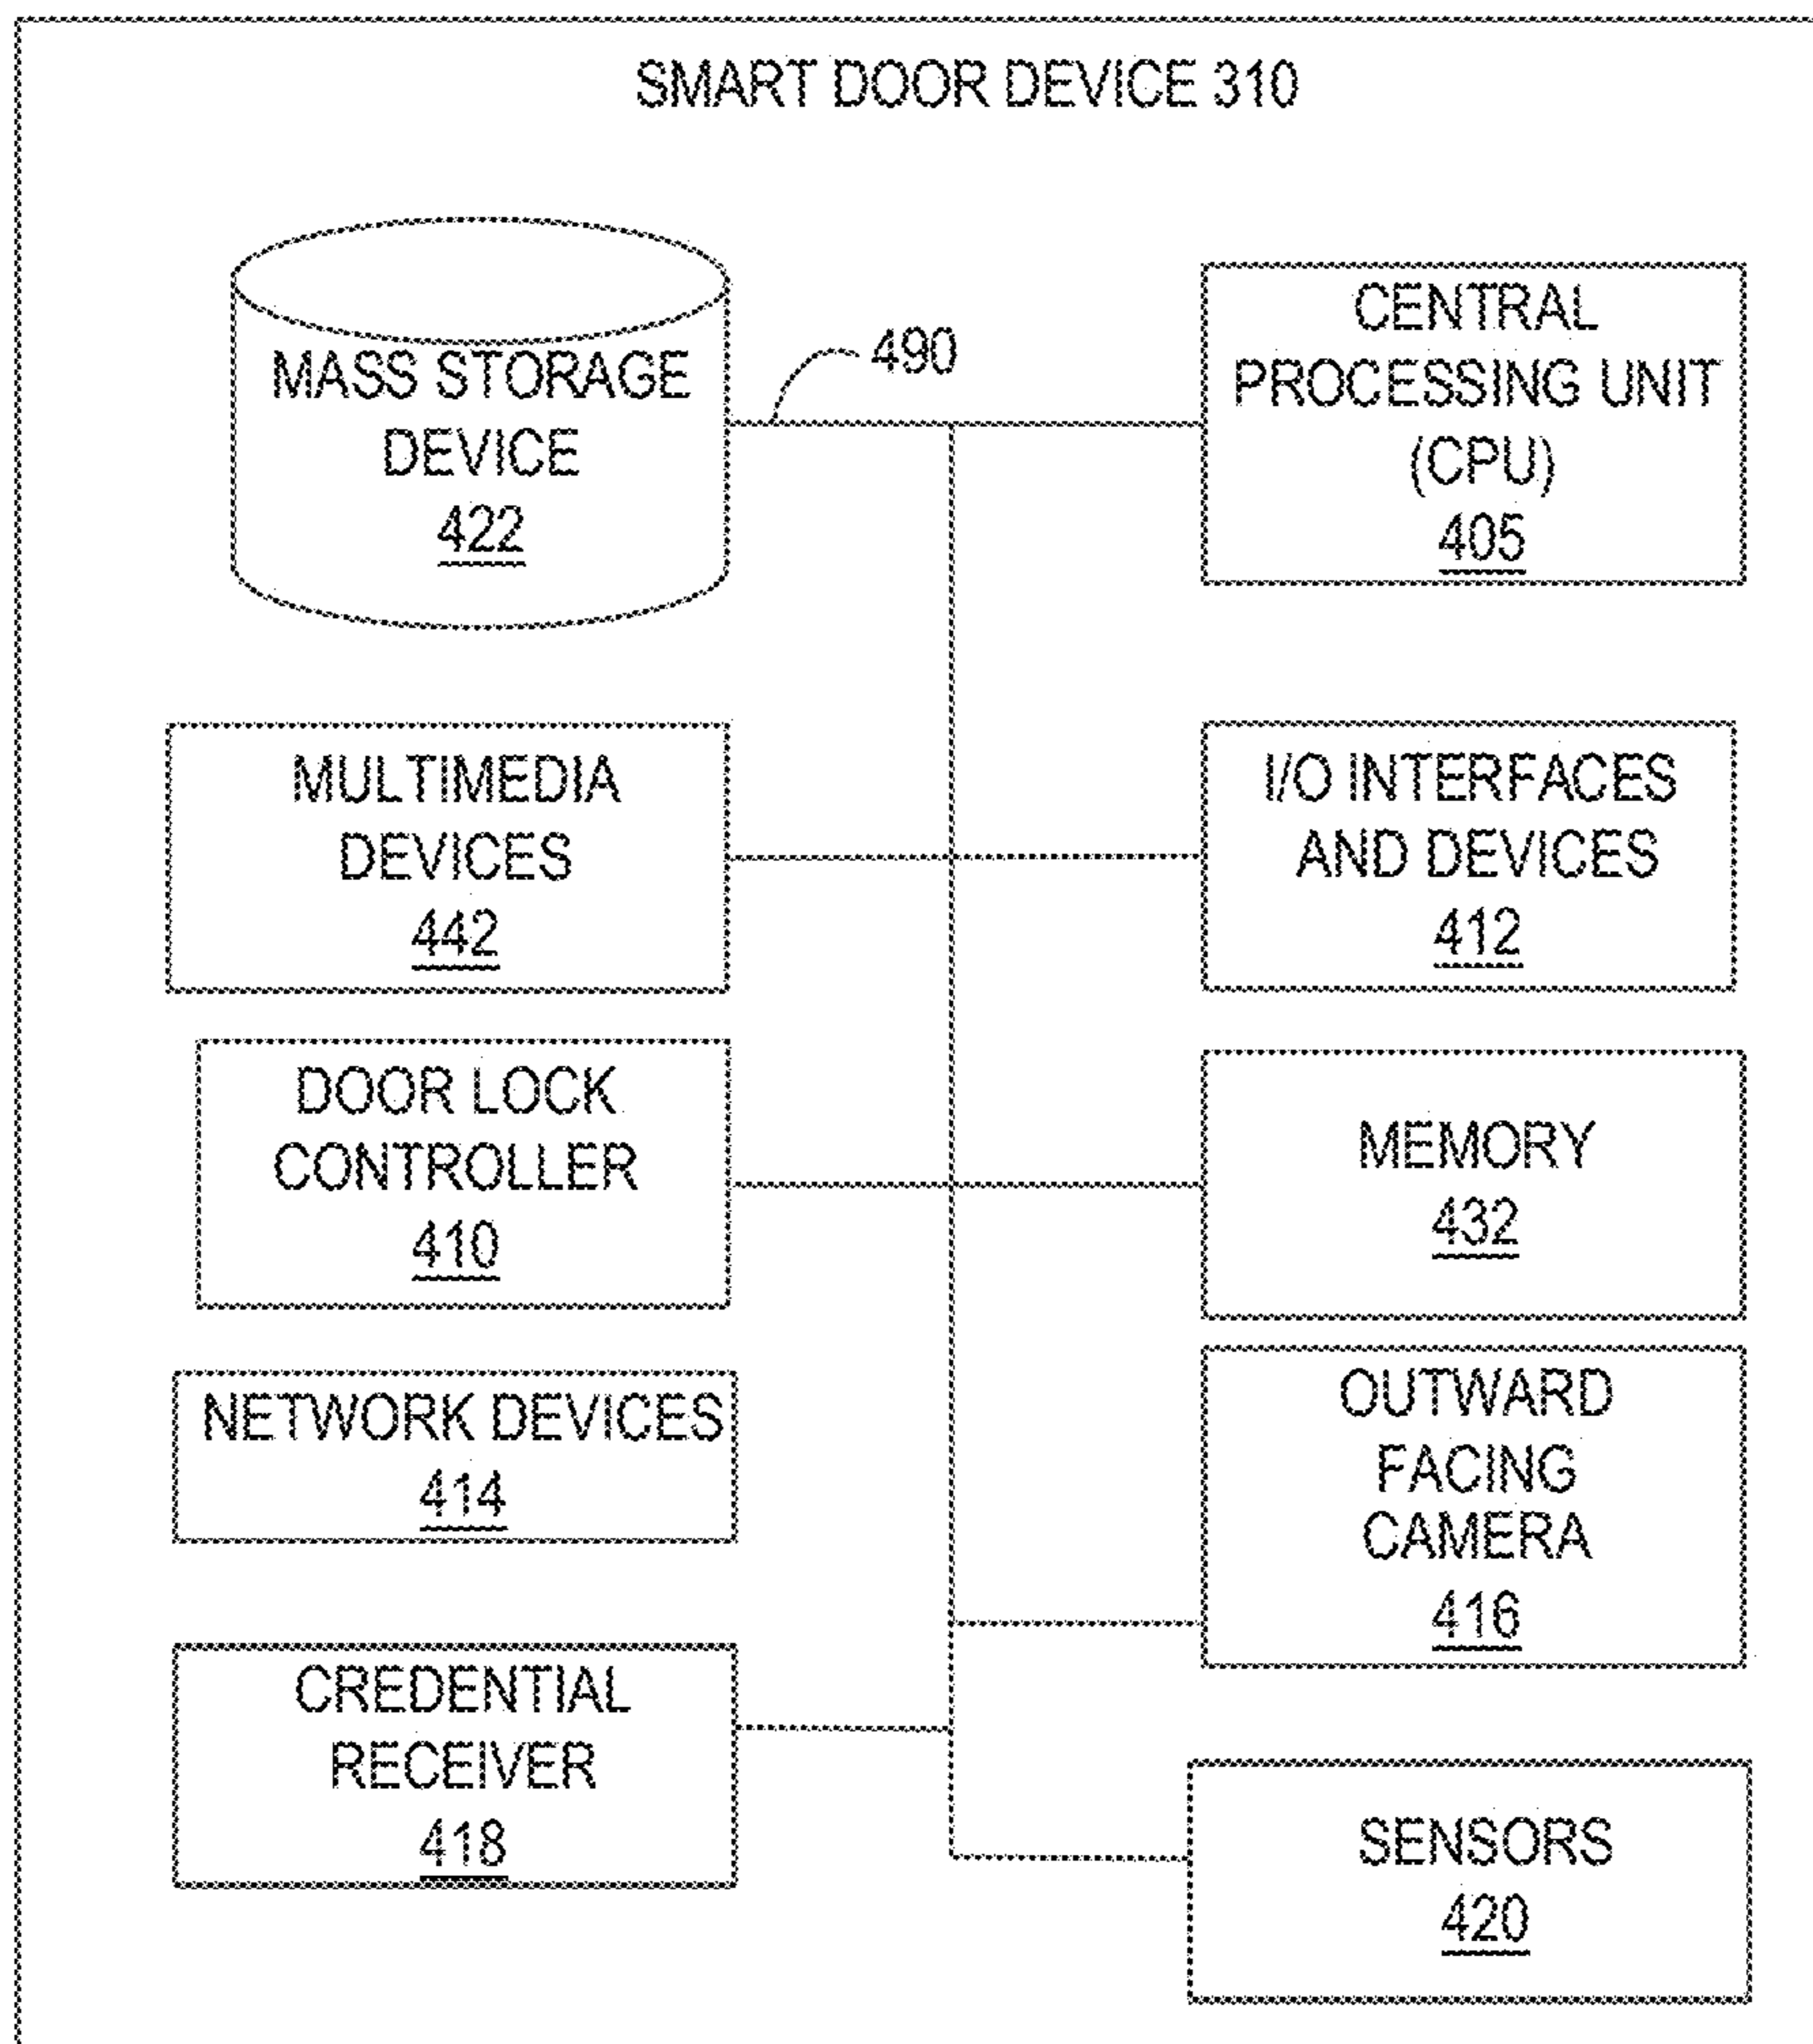 SMART DOOR DEVICE 310
MASS STORAGE
DEVICE
422
490
CENTRAL
PROCESSING UNIT
(CPU)
405
MULTIMEDIA
DEVICES
442
I/O INTERFACES
AND DEVICES
412
DOOR LOCK
CONTROLLER
410
MEMORY
432
NETWORK DEVICES
414
OUTWARD
FACING
CAMERA
416
CREDENTIAL
RECEIVER
418
SENSORS
420